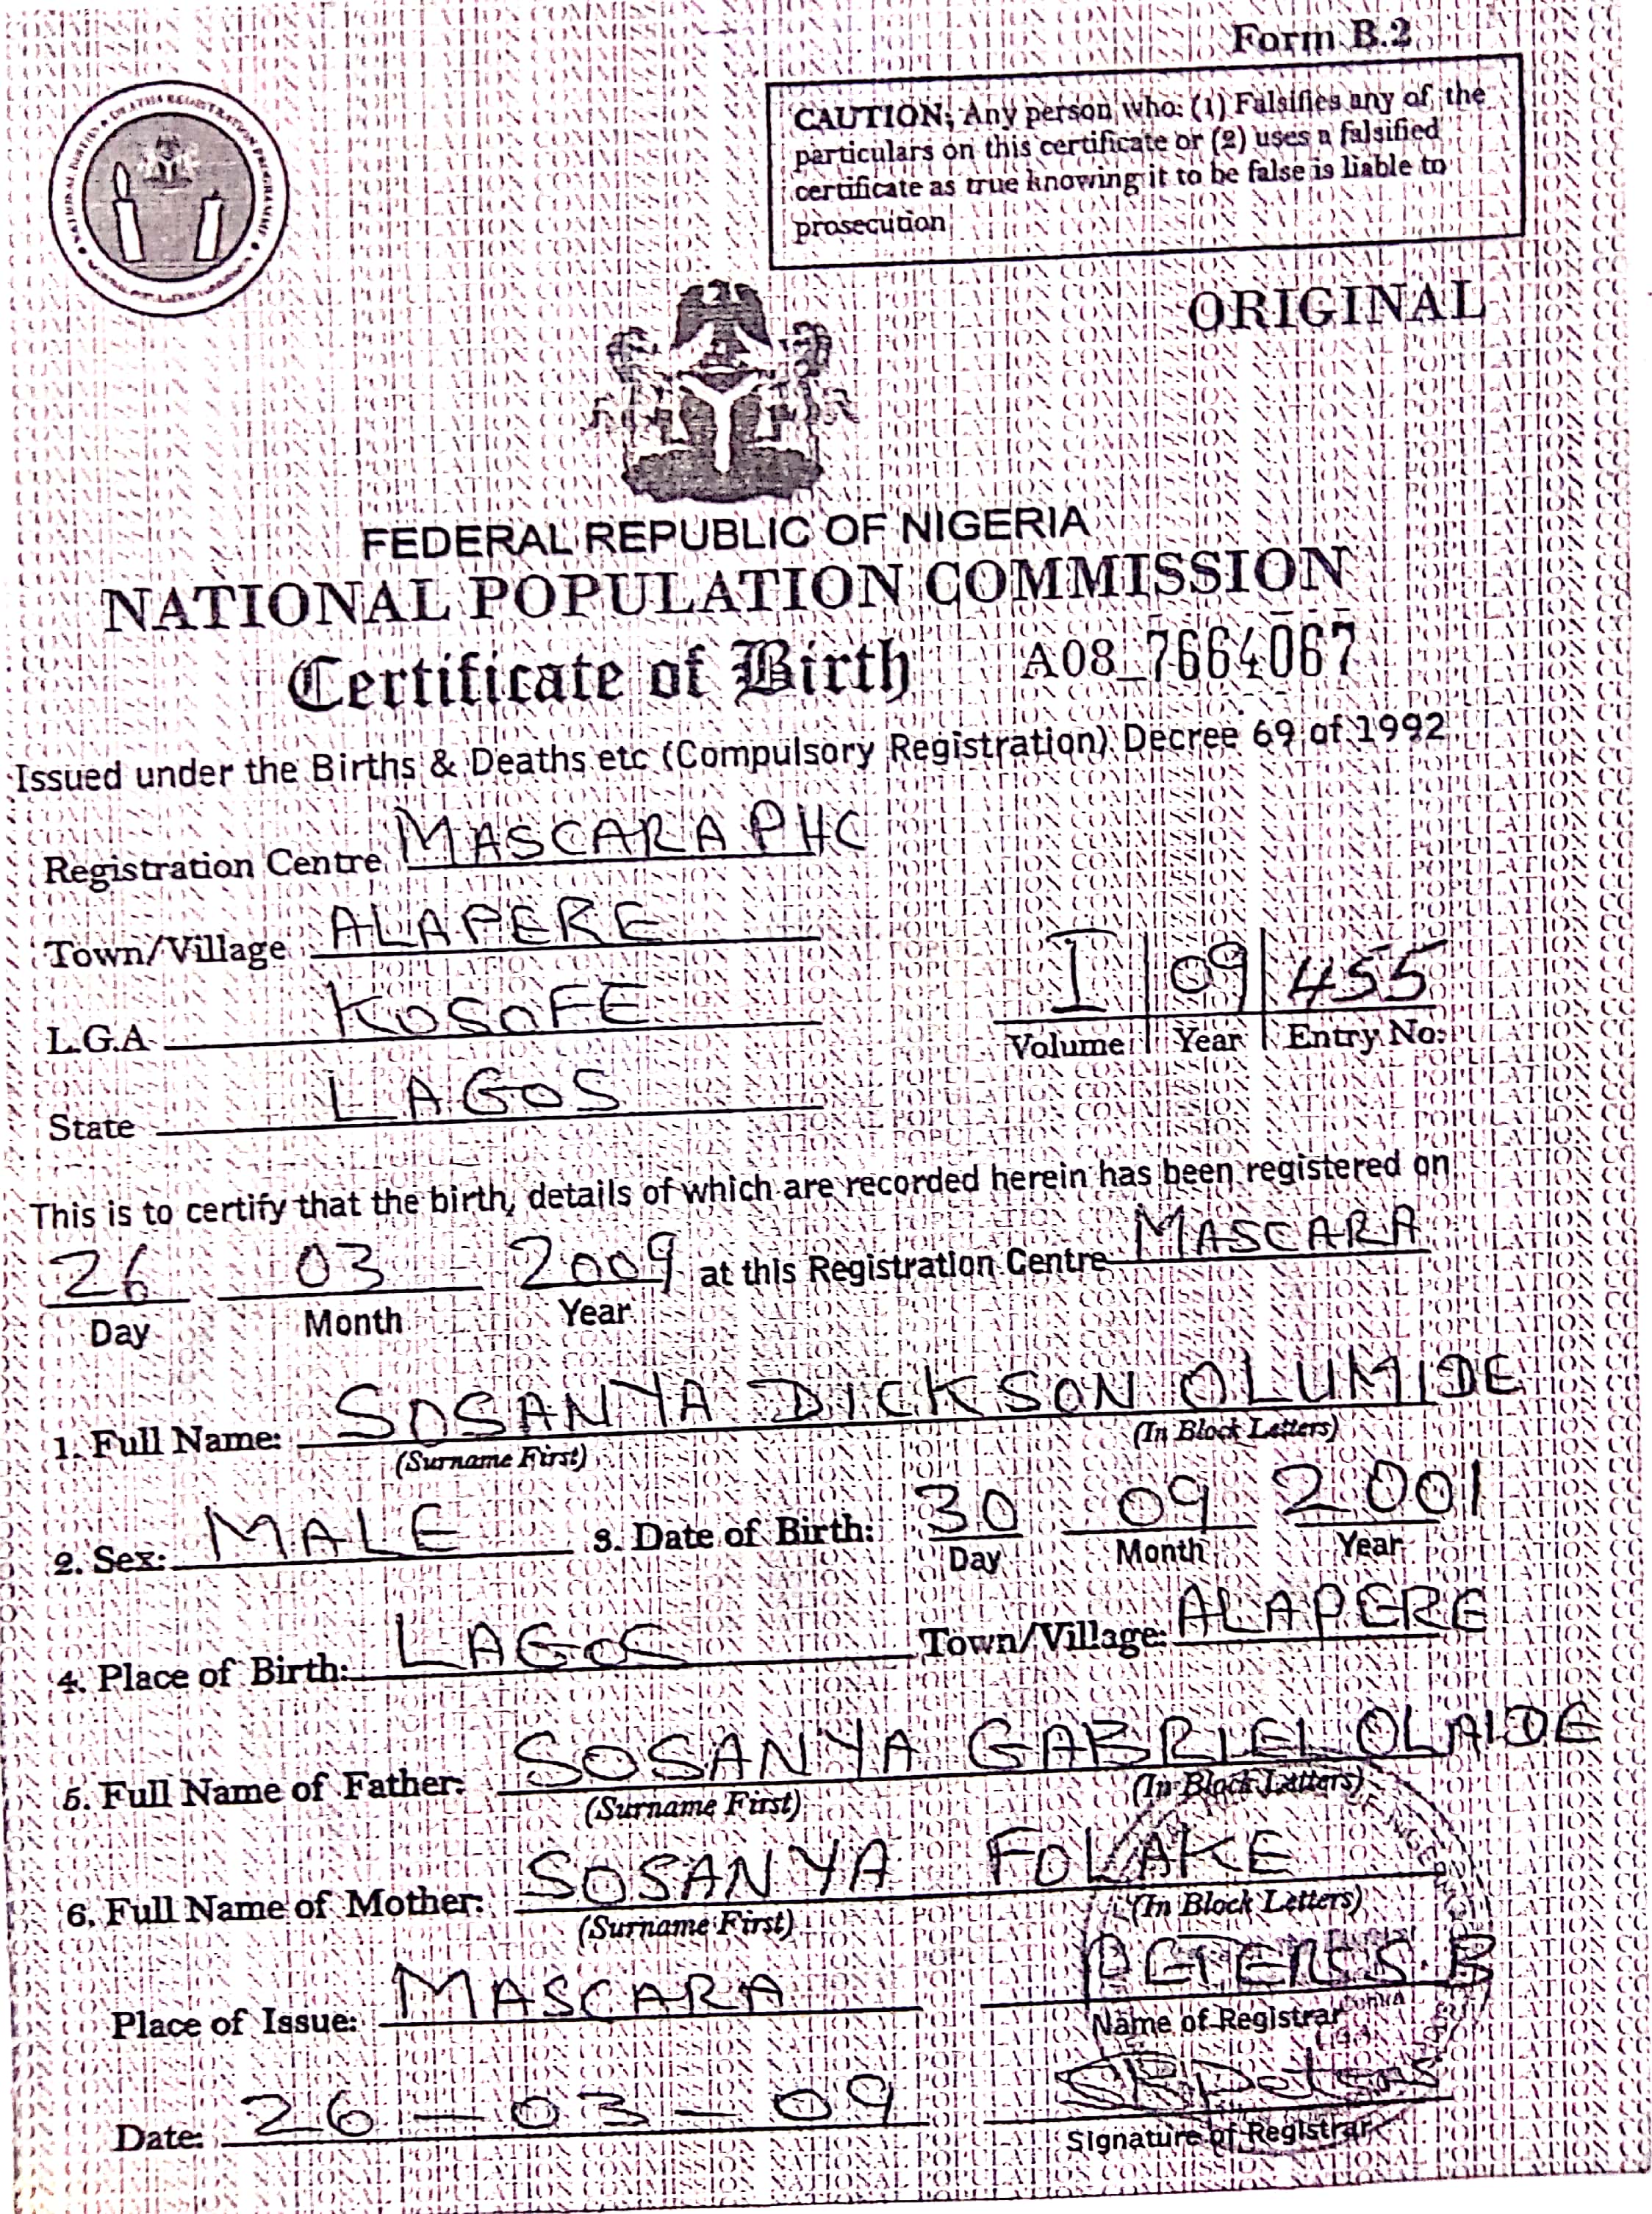 Form B.2
CAUTION; Any person who: (1) Falsifies any of the
particulars on this certificate or (2) uses a falsified
certificate as true knowing it to be false is liable to
prosecution
ORIGINAL
FEDERAL REPUBLIC OF NIGERIA
NATIONAL POPULATION COMMISSION
Certificate of Birth A08_7664067
Issued under the Births & Deaths etc (Compulsory Registration) Decree 69 of 1992
Registration Centre MASCARA PHC
Town/Village ALAPERE
L.G.A KOSOFE
I 09 455
Volume Year Entry No:
State LAGOS
This is to certify that the birth, details of which are recorded herein has been registered on
26 03 2009 at this Registration Centre MASCARA
Day Month Year
1. Full Name: SOSANYA DICKSON OLUMIDE
(Surname First) (In Block Letters)
2. Sex: MALE 3. Date of Birth: 30 09 2001
Day Month Year
4. Place of Birth: LAGOS Town/Village: ALAPERE
5. Full Name of Father: SOSANYA GABRIEL OLAIDE
(Surname First) (In Block Letters)
6. Full Name of Mother: SOSANYA FOLAKE
(Surname First) (In Block Letters)
Place of Issue: MASCARA PETERS. B
Name of Registrar
Date: 26-03-09
Signature of Registrar